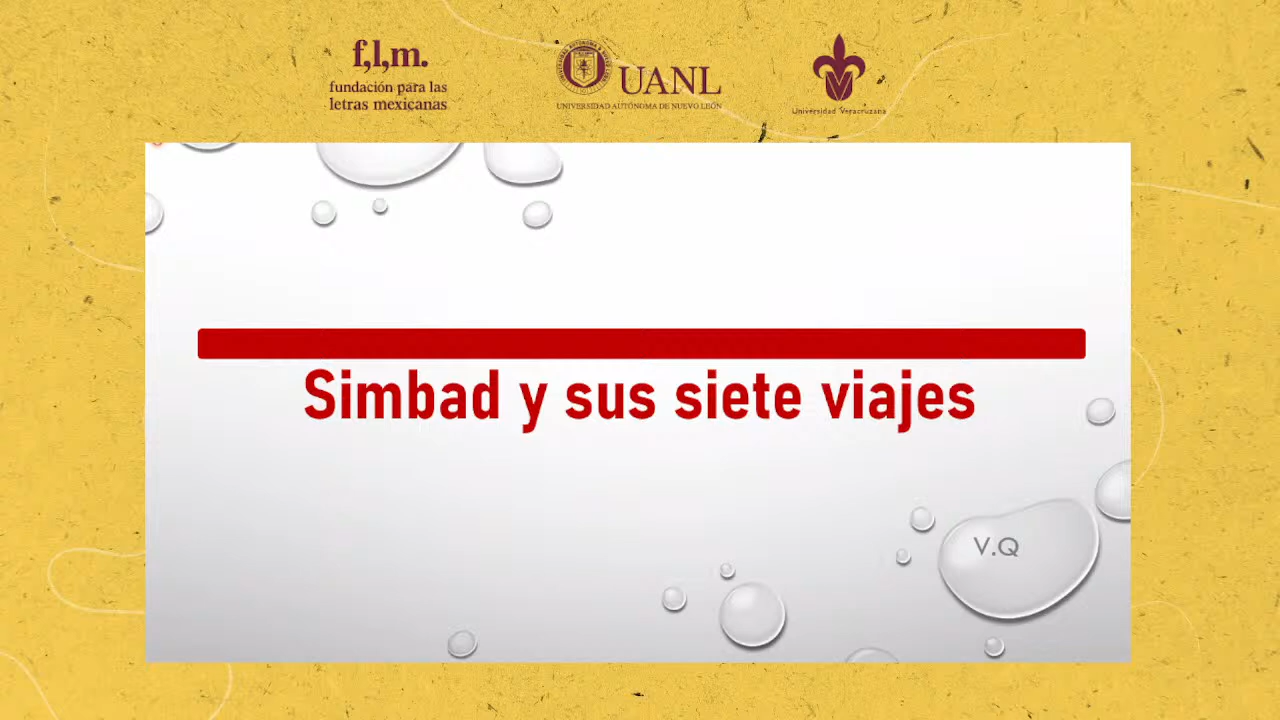 f,l,m.
fundación para las
letras mexicanas
UANL
UNIVERSIDAD AUTÓNOMA DE NUEVO LEÓN
Universidad Veracruzana
Simbad y sus siete viajes
V.Q